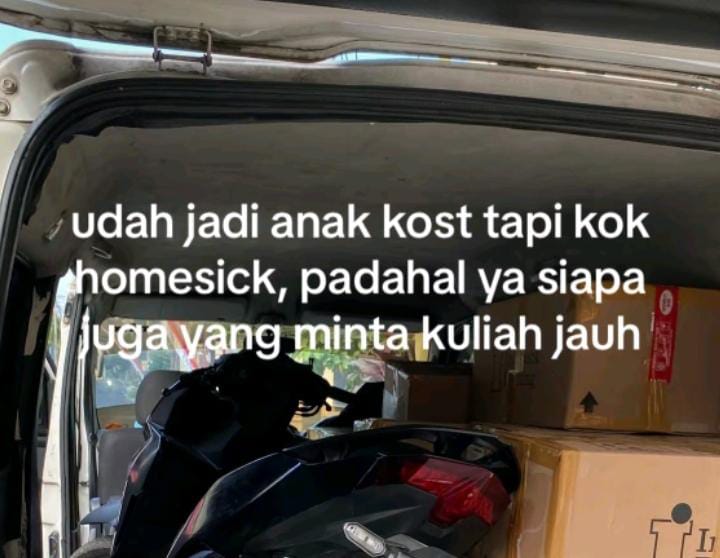 udah jadi anak kost tapi kok
homesick, padahal ya siapa
juga yang minta kuliah jauh